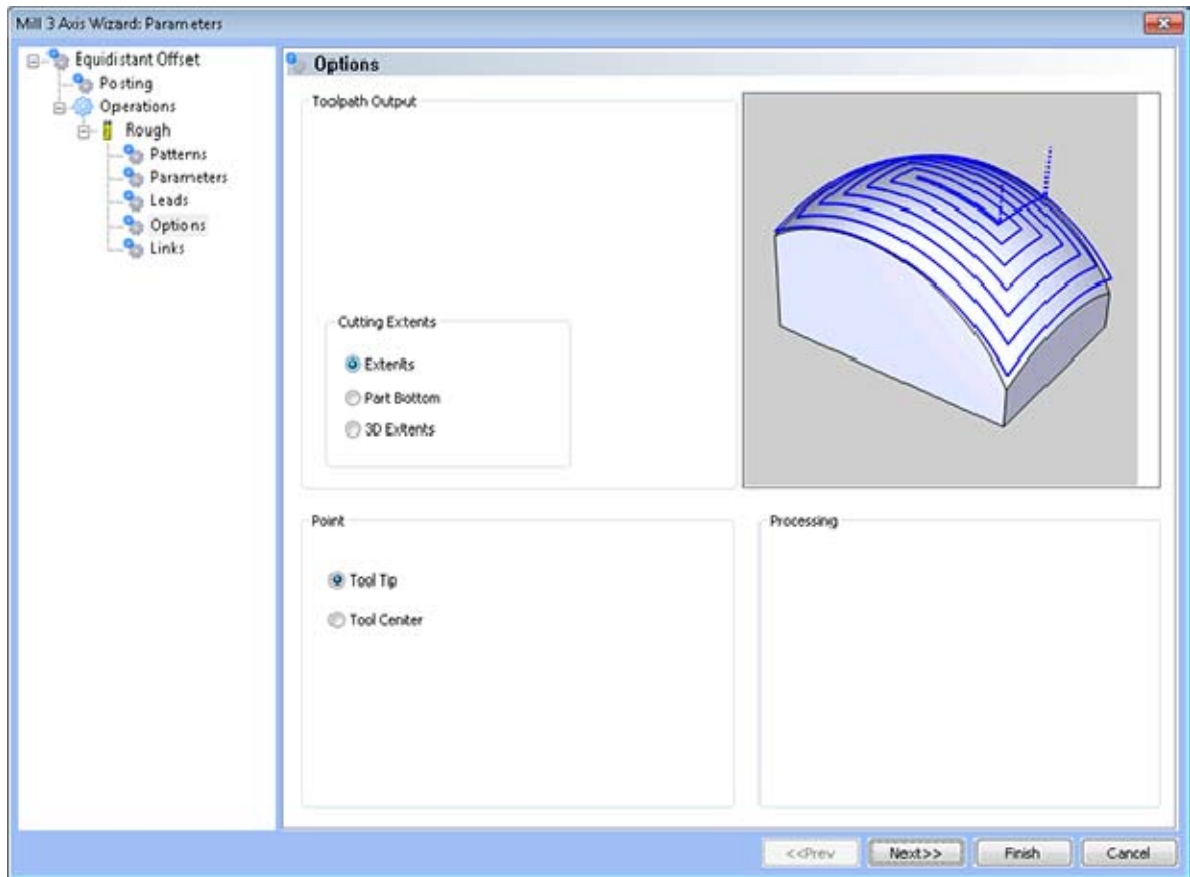 Mill 3 Axis Wizard: Parameters
Equidistant Offset
Posting
Operations
Rough
Patterns
Parameters
Leads
Options
Links
Options
Toolpath Output
Cutting Extents
Extents
Part Bottom
3D Extents
Point
Tool Tip
Tool Center
Processing
<<Prev
Next>>
Finish
Cancel